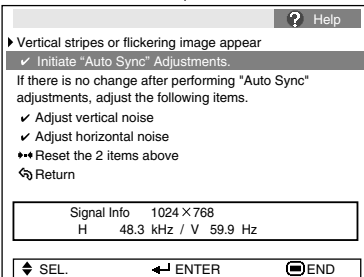 ? Help
Vertical stripes or flickering image appear
✔ Initiate “Auto Sync” Adjustments.
If there is no change after performing "Auto Sync"
adjustments, adjust the following items.
✔ Adjust vertical noise
✔ Adjust horizontal noise
Reset the 2 items above
Return
Signal Info 1024×768
H 48.3 kHz / V 59.9 Hz
SEL. ENTER END